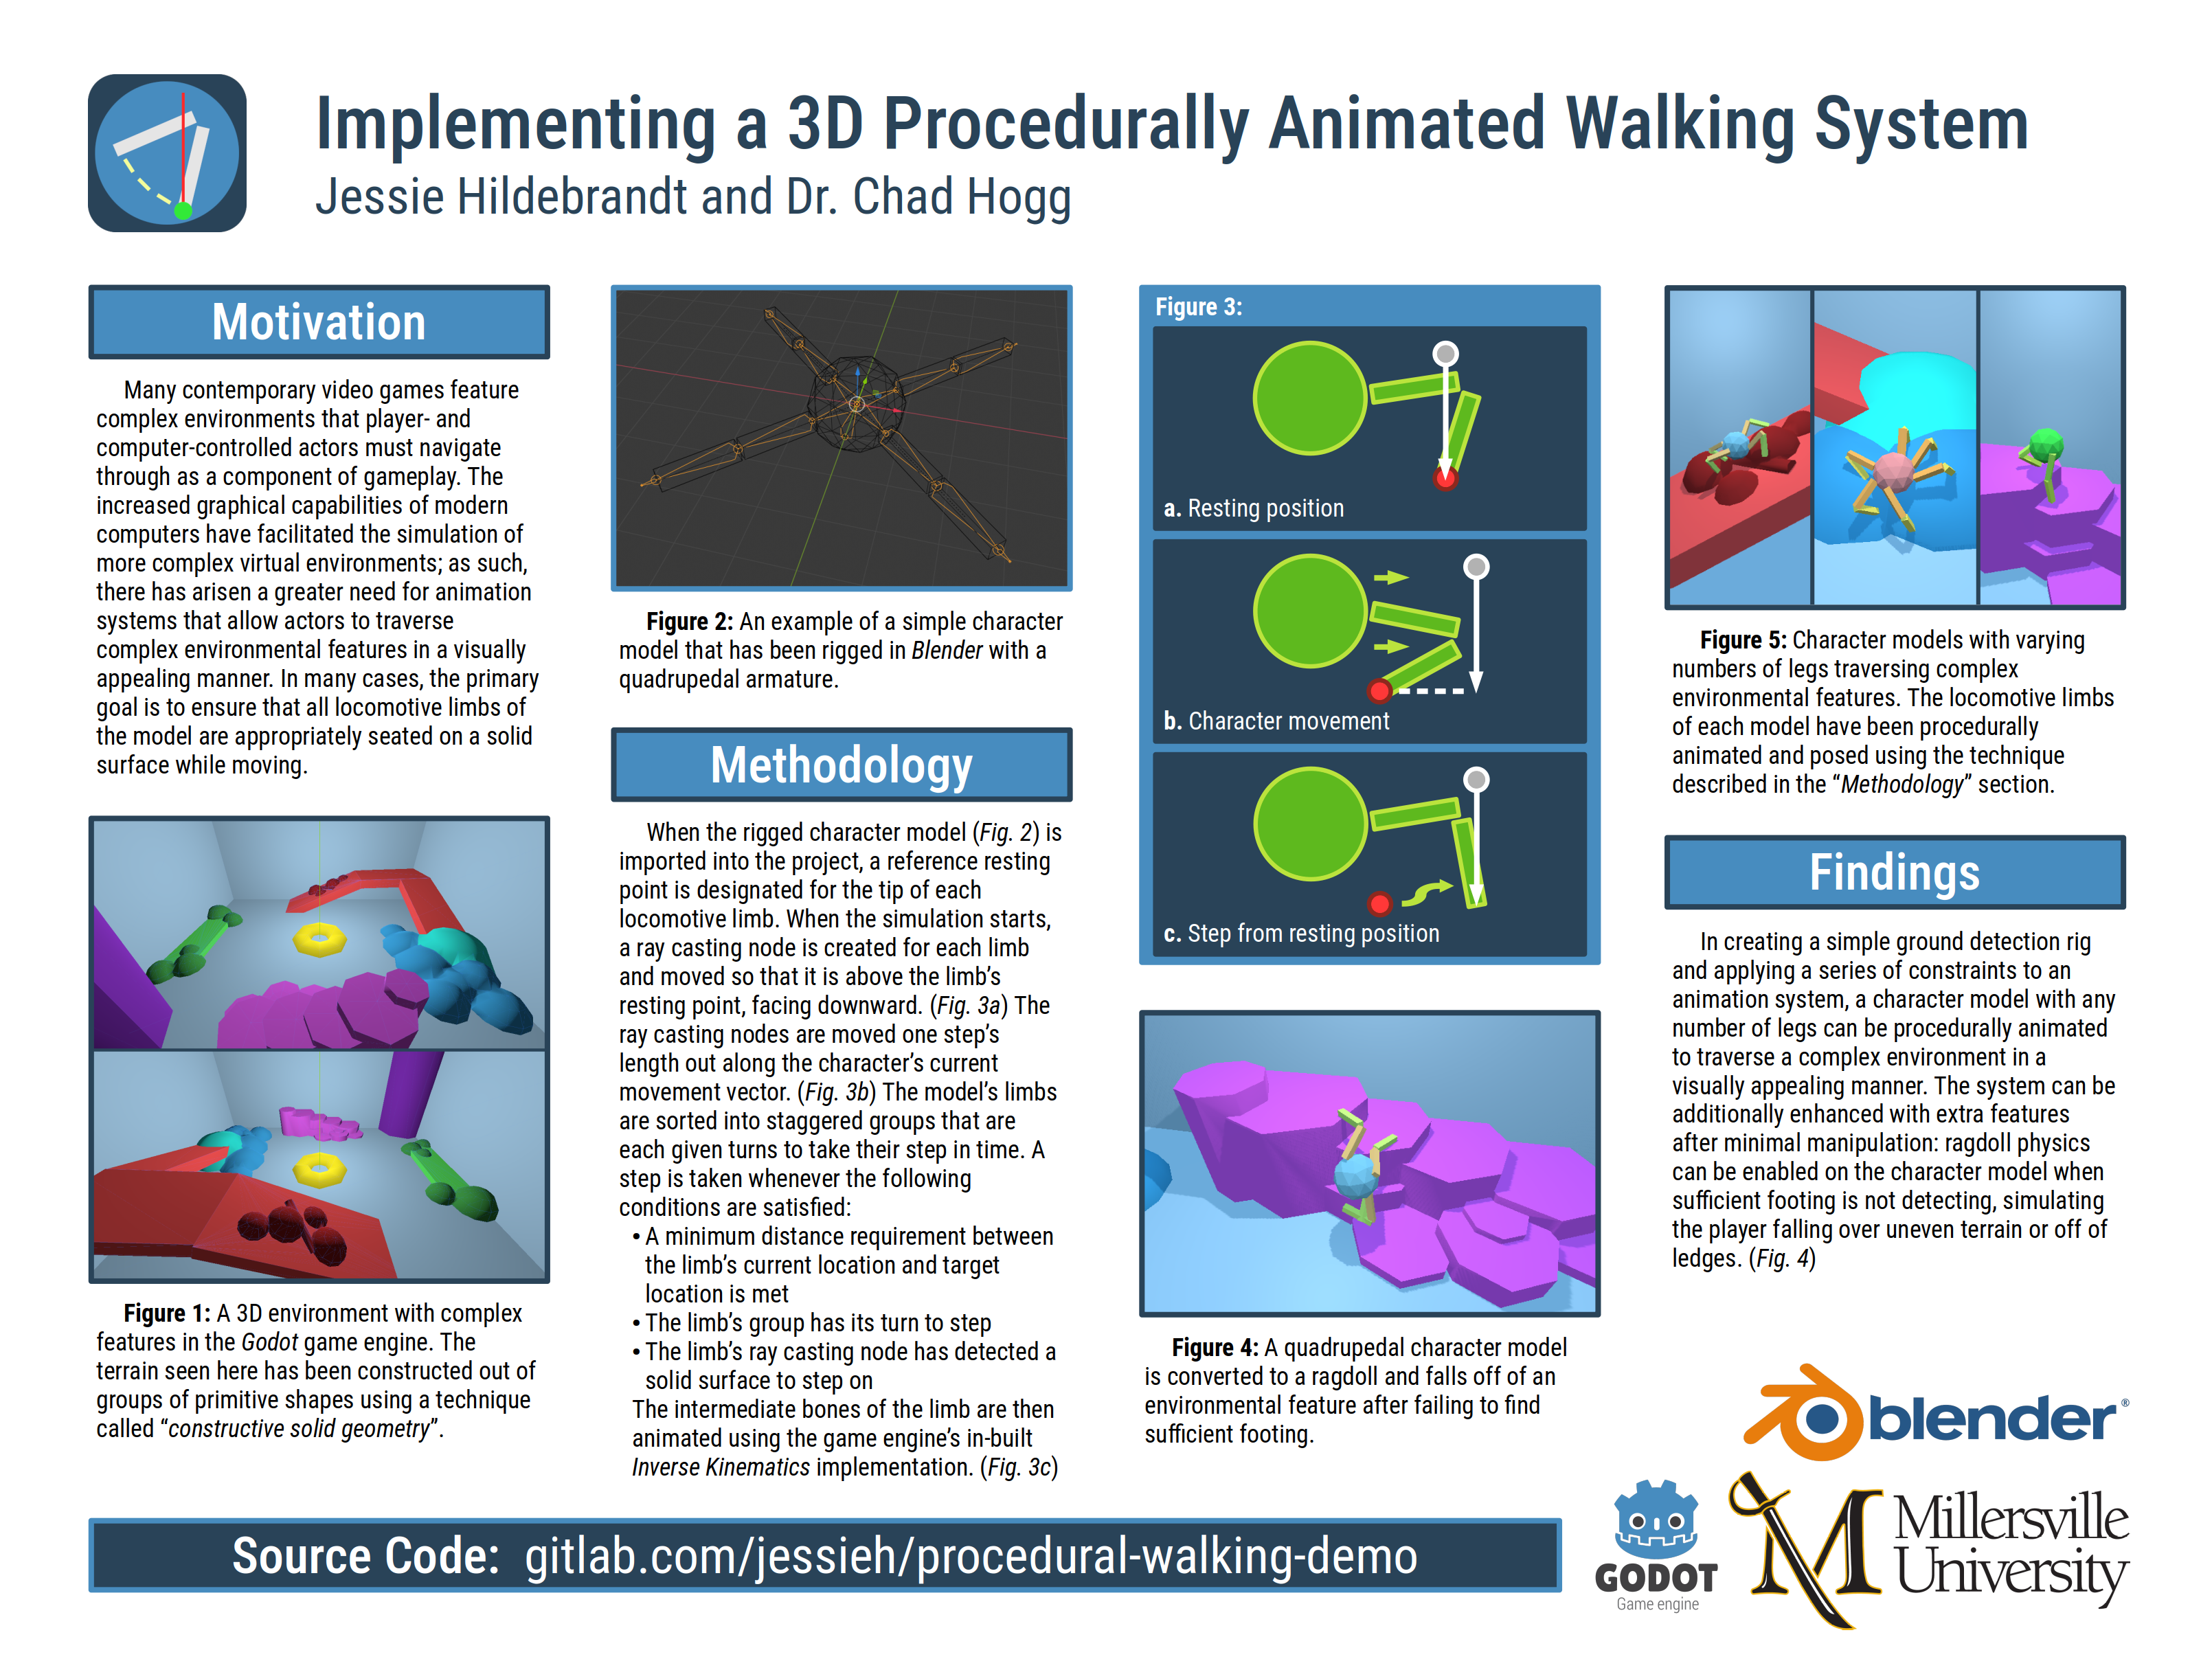 Implementing a 3D Procedurally Animated Walking System
Jessie Hildebrandt and Dr. Chad Hogg
Motivation
Many contemporary video games feature
complex environments that player- and
computer-controlled actors must navigate
through as a component of gameplay. The
increased graphical capabilities of modern
computers have facilitated the simulation of
more complex virtual environments; as such,
there has arisen a greater need for animation
systems that allow actors to traverse
complex environmental features in a visually
appealing manner. In many cases, the primary
goal is to ensure that all locomotive limbs of
the model are appropriately seated on a solid
surface while moving.
Figure 1: A 3D environment with complex
features in the Godot game engine. The
terrain seen here has been constructed out of
groups of primitive shapes using a technique
called “constructive solid geometry”.
Figure 2: An example of a simple character
model that has been rigged in Blender with a
quadrupedal armature.
Methodology
When the rigged character model (Fig. 2) is
imported into the project, a reference resting
point is designated for the tip of each
locomotive limb. When the simulation starts,
a ray casting node is created for each limb
and moved so that it is above the limb’s
resting point, facing downward. (Fig. 3a) The
ray casting nodes are moved one step’s
length out along the character’s current
movement vector. (Fig. 3b) The model’s limbs
are sorted into staggered groups that are
each given turns to take their step in time. A
step is taken whenever the following
conditions are satisfied:
• A minimum distance requirement between
the limb’s current location and target
location is met
• The limb’s group has its turn to step
• The limb’s ray casting node has detected a
solid surface to step on
The intermediate bones of the limb are then
animated using the game engine’s in-built
Inverse Kinematics implementation. (Fig. 3c)
Figure 3:
a. Resting position
b. Character movement
c. Step from resting position
Figure 4: A quadrupedal character model
is converted to a ragdoll and falls off of an
environmental feature after failing to find
sufficient footing.
Figure 5: Character models with varying
numbers of legs traversing complex
environmental features. The locomotive limbs
of each model have been procedurally
animated and posed using the technique
described in the “Methodology” section.
Findings
In creating a simple ground detection rig
and applying a series of constraints to an
animation system, a character model with any
number of legs can be procedurally animated
to traverse a complex environment in a
visually appealing manner. The system can be
additionally enhanced with extra features
after minimal manipulation: ragdoll physics
can be enabled on the character model when
sufficient footing is not detecting, simulating
the player falling over uneven terrain or off of
ledges. (Fig. 4)
Source Code: gitlab.com/jessieh/procedural-walking-demo
blender®
GODOT
Game engine
M
Millersville
University